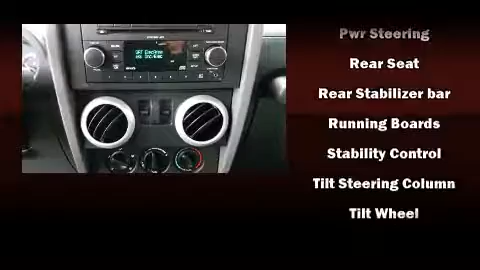 Pwr Steering
Rear Seat
Rear Stabilizer bar
Running Boards
Stability Control
Tilt Steering Column
Tilt Wheel